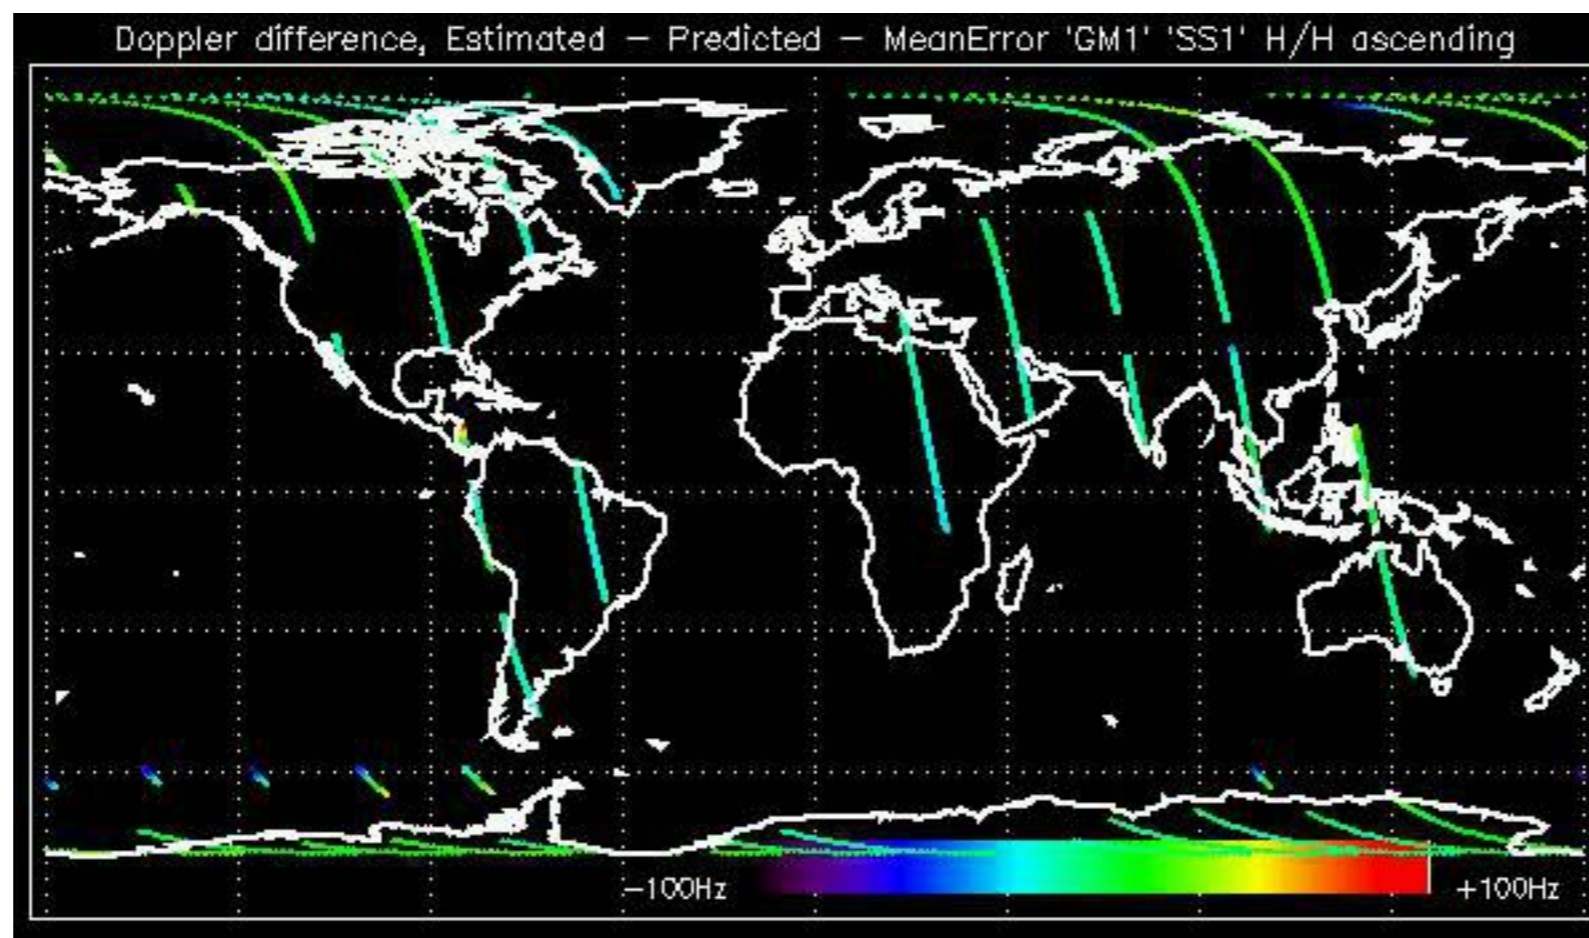 Doppler difference, Estimated – Predicted – MeanError 'GM1' 'SS1' H/H ascending
–100Hz +100Hz